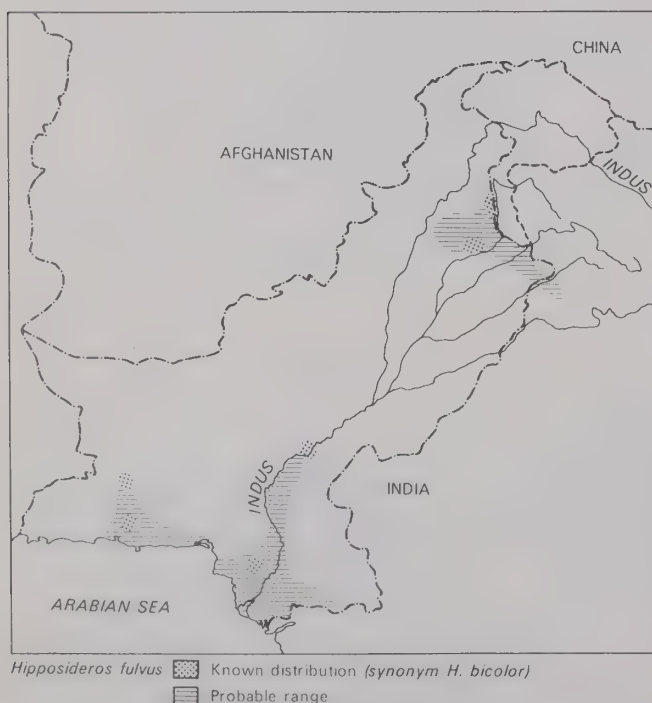 CHINA
AFGHANISTAN
INDUS
INDUS
INDIA
ARABIAN SEA
Hipposideros fulvus Known distribution (synonym H. bicolor)
Probable range